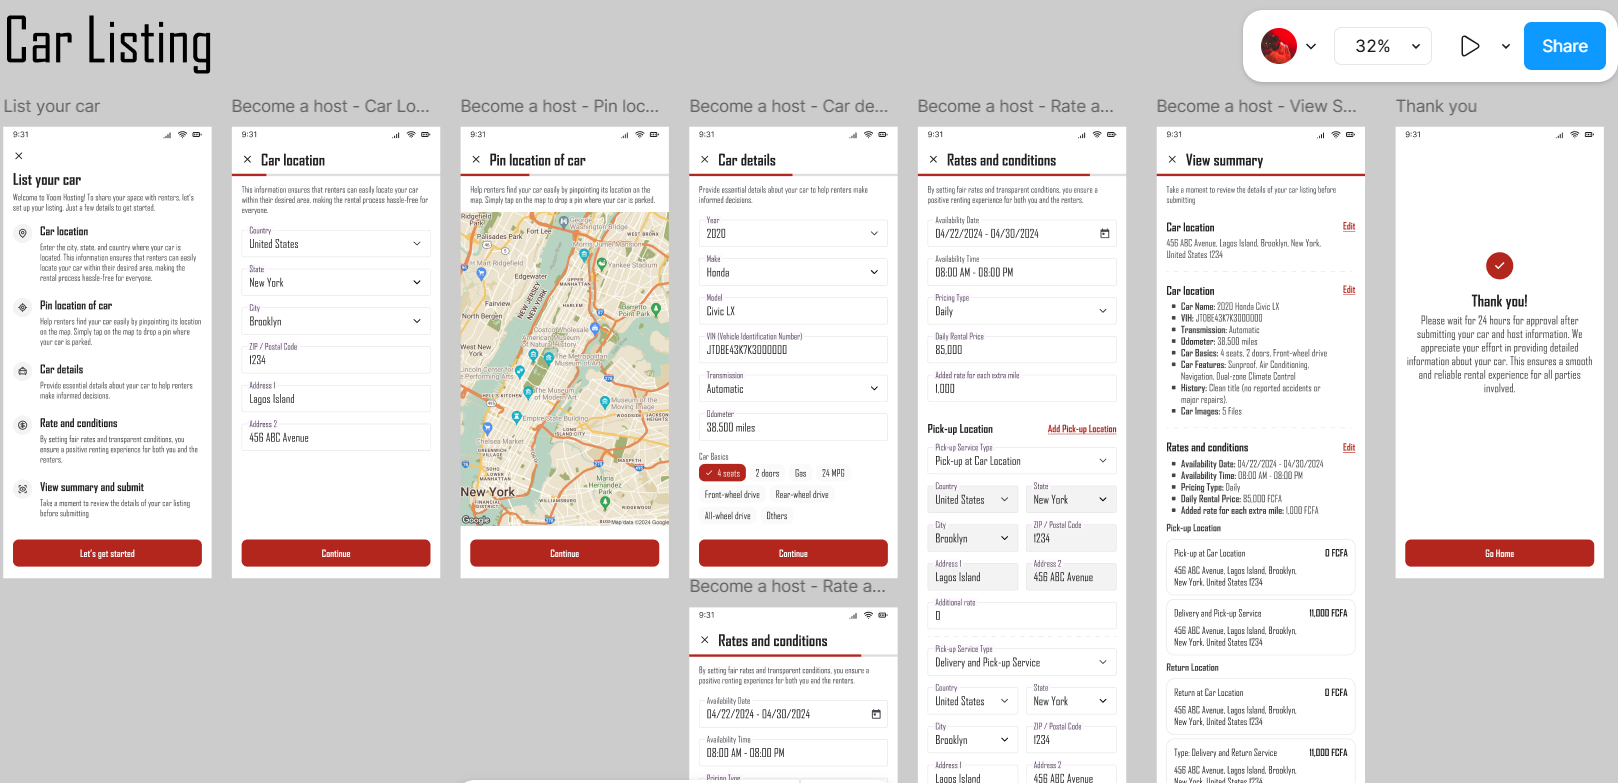 Car Listing
32%
Share
List your car
9:31
List your car
Welcome to Voom Hosting! To share your space with renters, let's
set up your listing. Just a few details to get started.
Car location
Enter the city, state, and country where your car is
located. This information ensures that renters can easily
locate your car within their desired area, making the
rental process hassle-free for everyone.
Pin location of car
Help renters find your car easily by pinpointing its location
on the map. Simply tap on the map to drop a pin where
your car is parked.
Car details
Provide essential details about your car to help renters
make informed decisions.
Rate and conditions
By setting fair rates and transparent conditions, you
ensure a positive renting experience for both you and the
renters.
View summary and submit
Take a moment to review the details of your car listing
before submitting
Let's get started
Become a host - Car Lo...
9:31
Car location
This information ensures that renters can easily locate your car
within their desired area, making the rental process hassle-free for
everyone.
Country
United States
State
New York
City
Brooklyn
ZIP / Postal Code
1234
Address 1
Lagos Island
Address 2
456 ABC Avenue
Continue
Become a host - Pin loc...
9:31
Pin location of car
Help renters find your car easily by pinpointing its location on the
map. Simply tap on the map to drop a pin where your car is parked.
Ridgefield
Park
Palisades Park
Fort Lee
George
Washington Bridge
WEST BRONX
Morris-Jumel Mansion
H Mart Ridgefield
Yankee Stadium
Edgewater
UPPER
MANHATTAN
Fairview
NEW JERSEY
NEW YORK
HARLEM
Barretto
Point Park
North Bergen
Costco Wholesale
American Museum
of Natural History
West New
York
The Metropolitan
Museum of Art
Lincoln Center for
the Performing Arts
HELL'S KITCHEN
The Museum
of Modern Art
Museum of the
Moving Image
Empire State Building
WOODSIDE
JACKSON
HEIGHTS
LONG
ISLAND CITY
Chelsea Market
GREENWICH
VILLAGE
SOHO
LOWER
MANHATTAN
MASPETH
Maria
Hernandez
Park
New York
FINANCIAL
DISTRICT
WILLIAMSBURG
RIDGEWOOD
Google
Map data ©2024 Google
Continue
Become a host - Car de...
9:31
Car details
Provide essential details about your car to help renters make
informed decisions.
Year
2020
Make
Honda
Model
Civic LX
VIN (Vehicle Identification Number)
JTDBE43K7K3000000
Transmission
Automatic
Odometer
38.500 miles
Car Basics
4 seats 2 doors Gas 24 MPG
Front-wheel drive Rear-wheel drive
All-wheel drive Others
Continue
Become a host - Rate a...
9:31
Rates and conditions
By setting fair rates and transparent conditions, you ensure a
positive renting experience for both you and the renters.
Availability Date
04/22/2024 - 04/30/2024
Availability Time
08:00 AM - 08:00 PM
Pricing Type
Become a host - Rate a...
9:31
Rates and conditions
By setting fair rates and transparent conditions, you ensure a
positive renting experience for both you and the renters.
Availability Date
04/22/2024 - 04/30/2024
Availability Time
08:00 AM - 08:00 PM
Pricing Type
Daily
Daily Rental Price
85,000
Added rate for each extra mile
1,000
Pick-up Location Add Pick-up Location
Pick-up Service Type
Pick-up at Car Location
Country State
United States New York
City ZIP / Postal Code
Brooklyn 1234
Address 1 Address 2
Lagos Island 456 ABC Avenue
Additional rate
0
Pick-up Service Type
Delivery and Pick-up Service
Country State
United States New York
City ZIP / Postal Code
Brooklyn 1234
Address 1 Address 2
Lagos Island 456 ABC Avenue
Become a host - View S...
9:31
View summary
Take a moment to review the details of your car listing before
submitting
Car location Edit
456 ABC Avenue, Lagos Island, Brooklyn, New York,
United States 1234
Car location Edit
Car Name: 2020 Honda Civic LX
VIH: JTDBE43K7K3000000
Transmission: Automatic
Odometer: 38,500 miles
Car Basics: 4 seats, 2 doors, Front-wheel drive
Car Features: Sunproof, Air Conditioning,
Navigation, Dual-zone Climate Control
History: Clean title (no reported accidents or
major repairs).
Car Images: 5 Files
Rates and conditions Edit
Availability Date: 04/22/2024 - 04/30/2024
Availability Time: 08:00 AM - 08:00 PM
Pricing Type: Daily
Daily Rental Price: 85,000 FCFA
Added rate for each extra mile: 1,000 FCFA
Pick-up Location
Pick-up at Car Location 0 FCFA
456 ABC Avenue, Lagos Island, Brooklyn,
New York, United States 1234
Delivery and Pick-up Service 11,000 FCFA
456 ABC Avenue, Lagos Island, Brooklyn,
New York, United States 1234
Return Location
Return at Car Location 0 FCFA
456 ABC Avenue, Lagos Island, Brooklyn,
New York, United States 1234
Type: Delivery and Return Service 11,000 FCFA
456 ABC Avenue, Lagos Island, Brooklyn,
New York, United States 1234
Thank you
9:31
Thank you!
Please wait for 24 hours for approval after
submitting your car and host information. We
appreciate your effort in providing detailed
information about your car. This ensures a smooth
and reliable rental experience for all parties
involved.
Go Home